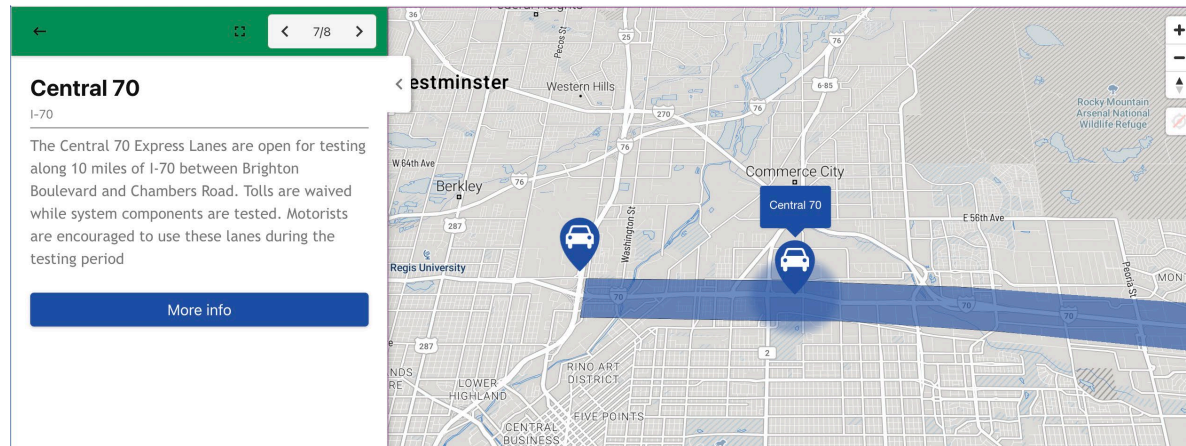 7/8
Central 70
I-70
The Central 70 Express Lanes are open for testing
along 10 miles of I-70 between Brighton
Boulevard and Chambers Road. Tolls are waived
while system components are tested. Motorists
are encouraged to use these lanes during the
testing period
More info
36
Pecos St
25
76
estminster
Western Hills
6-85
270
76
Rocky Mountain
Arsenal National
Wildlife Refuge
76
W 64th Ave
Commerce City
Berkley
76
Central 70
E 56th Ave
287
Washington St
Regis University
Peoria St
MON
70
70
70
2
287
RINO ART
DISTRICT
LOWER
HIGHLAND
FIVE POINTS
CENTRAL
BUSINESS